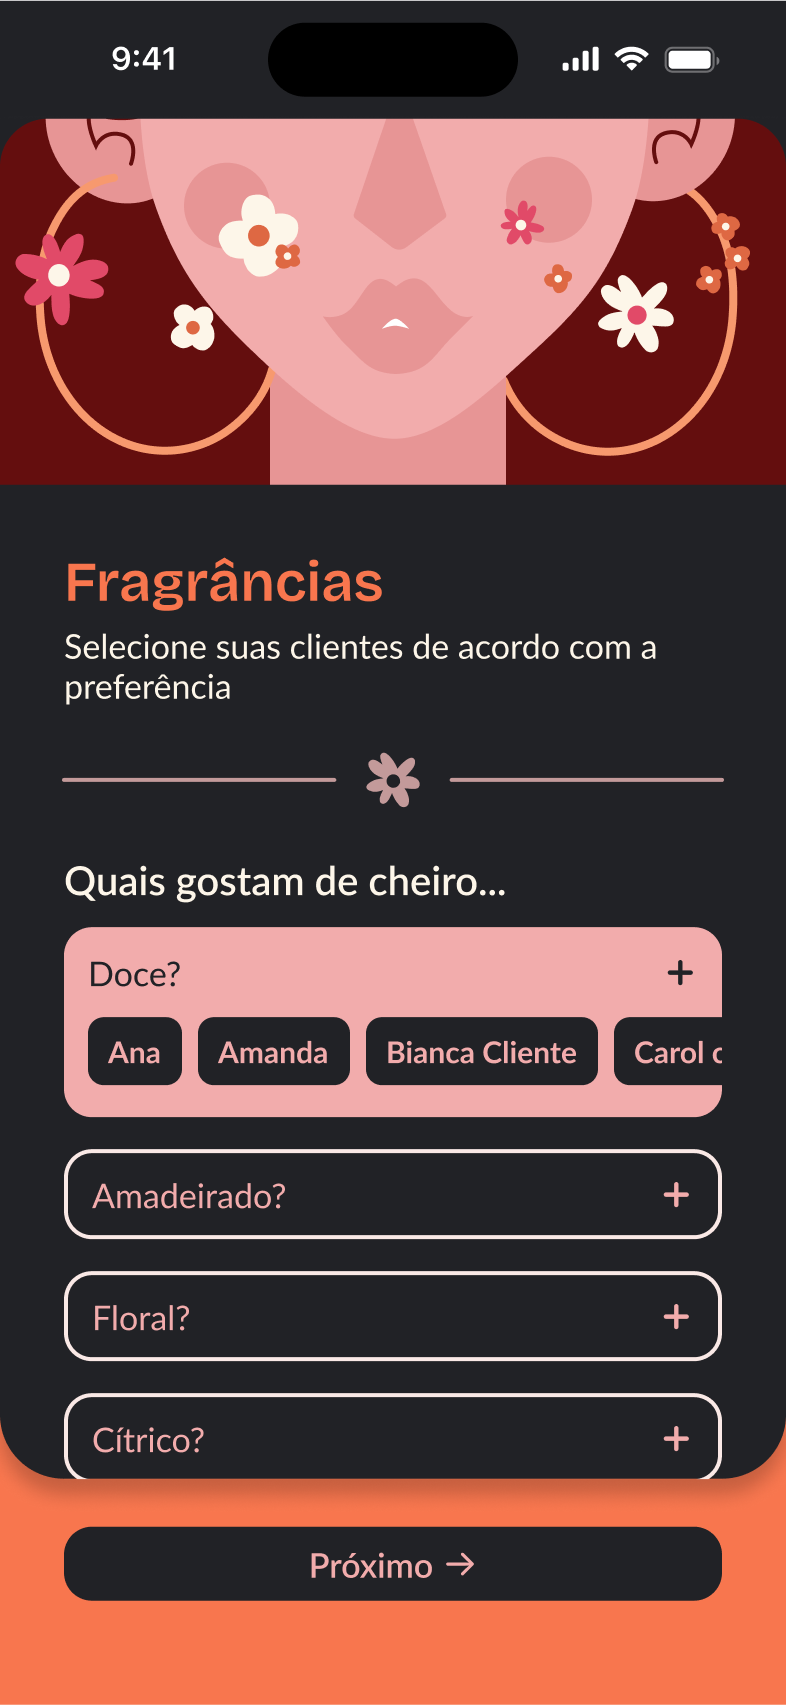 9:41
Fragrâncias
Selecione suas clientes de acordo com a
preferência
Quais gostam de cheiro...
Doce?
Ana
Amanda
Bianca Cliente
Carol
Amadeirado?
Floral?
Cítrico?
Próximo →